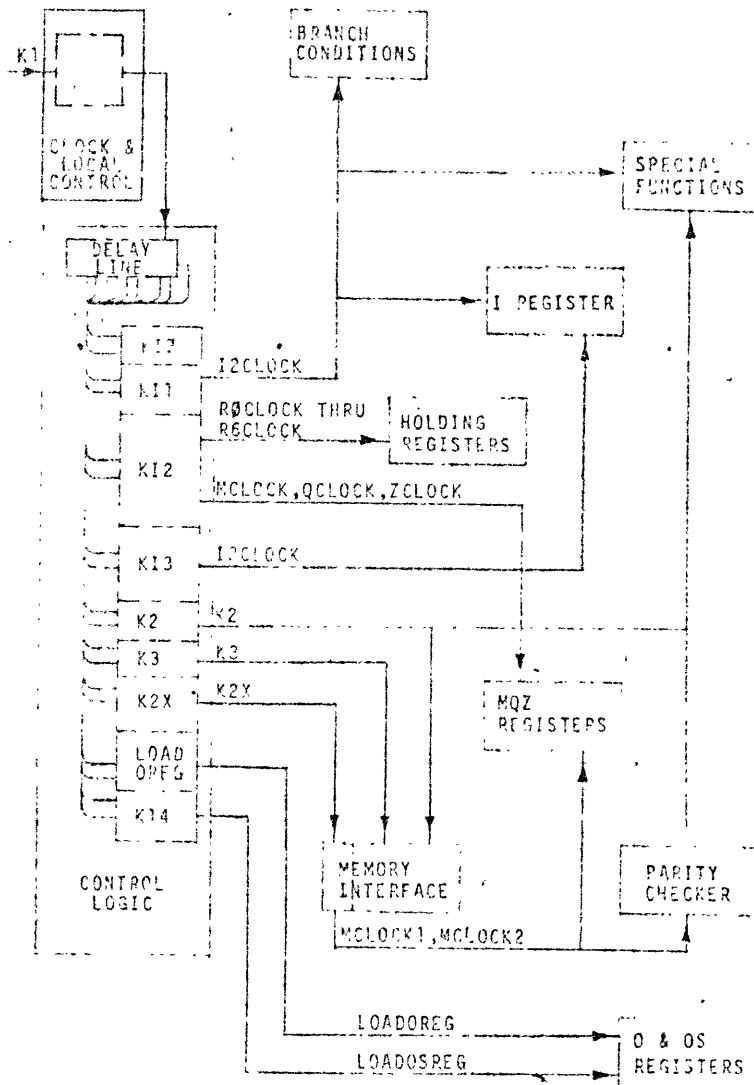 BRANCH
CONDITIONS
K1
CLOCK &
LOCAL
CONTROL
SPECIAL
FUNCTIONS
DELAY
LINE
I REGISTER
KI1
I2CLOCK
RØCLOCK THRU
R6CLOCK
HOLDING
REGISTERS
KI2
MCLOCK,QCLOCK,ZCLOCK
KI3
K2
K2
K3
K3
K2X
K2X
MQZ
REGISTERS
LOAD
OREG
KI4
CONTROL
LOGIC
MEMORY
INTERFACE
PARITY
CHECKER
MCLOCK1,MCLOCK2
LOADOREG
LOADOSREG
O & OS
REGISTERS